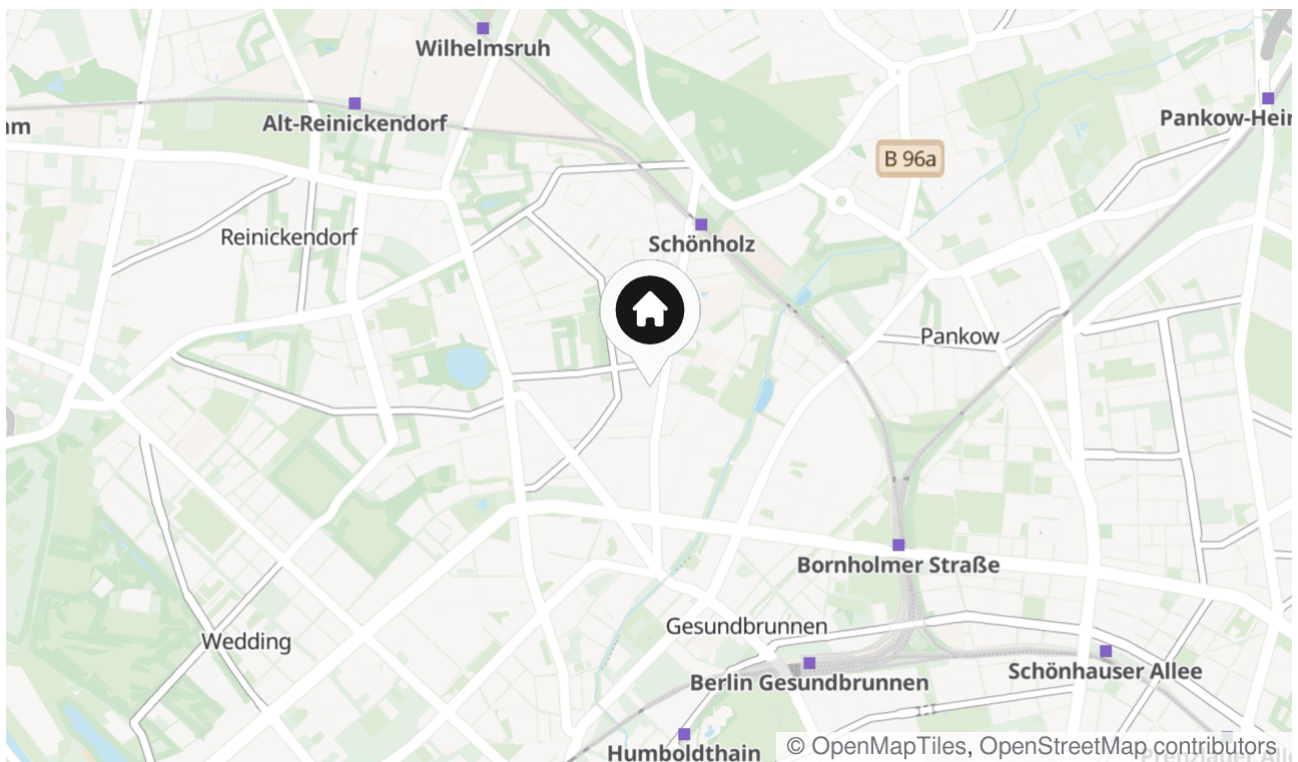 Wilhelmsruh
Alt-Reinickendorf
Pankow-Hein
B 96a
Reinickendorf
Schönholz
Pankow
Bornholmer Straße
Gesundbrunnen
Wedding
Schönhauser Allee
Berlin Gesundbrunnen
Humboldthain
© OpenMapTiles, OpenStreetMap contributors